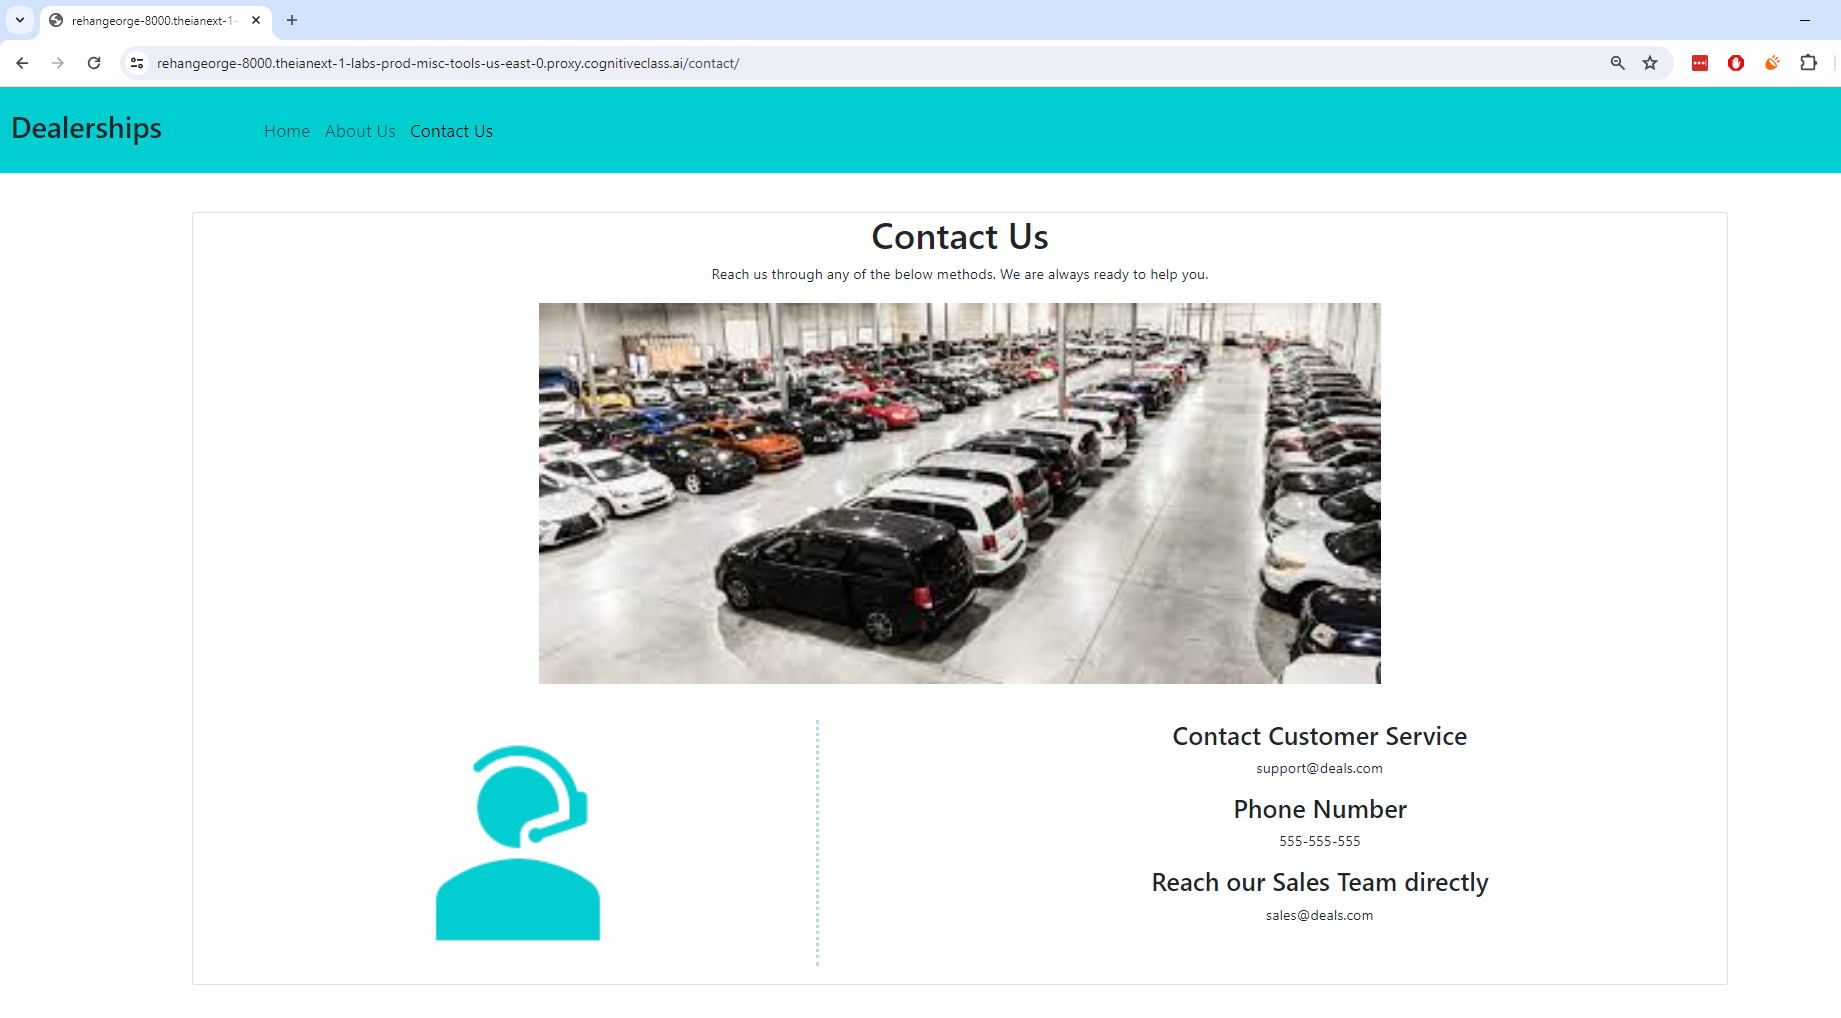 rehangeorge-8000.theianext-1-
rehangeorge-8000.theianext-1-labs-prod-misc-tools-us-east-0.proxy.cognitiveclass.ai/contact/
Dealerships
Home About Us Contact Us
Contact Us
Reach us through any of the below methods. We are always ready to help you.
Contact Customer Service
support@deals.com
Phone Number
555-555-555
Reach our Sales Team directly
sales@deals.com